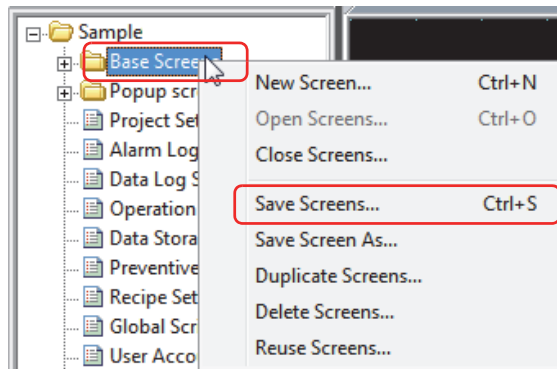 Sample
Base Scree
Popup scr
Project Set
Alarm Log
Data Log S
Operation
Data Stora
Preventive
Recipe Set
Global Scri
User Acco
New Screen... Ctrl+N
Open Screens... Ctrl+O
Close Screens...
Save Screens... Ctrl+S
Save Screen As...
Duplicate Screens...
Delete Screens...
Reuse Screens...